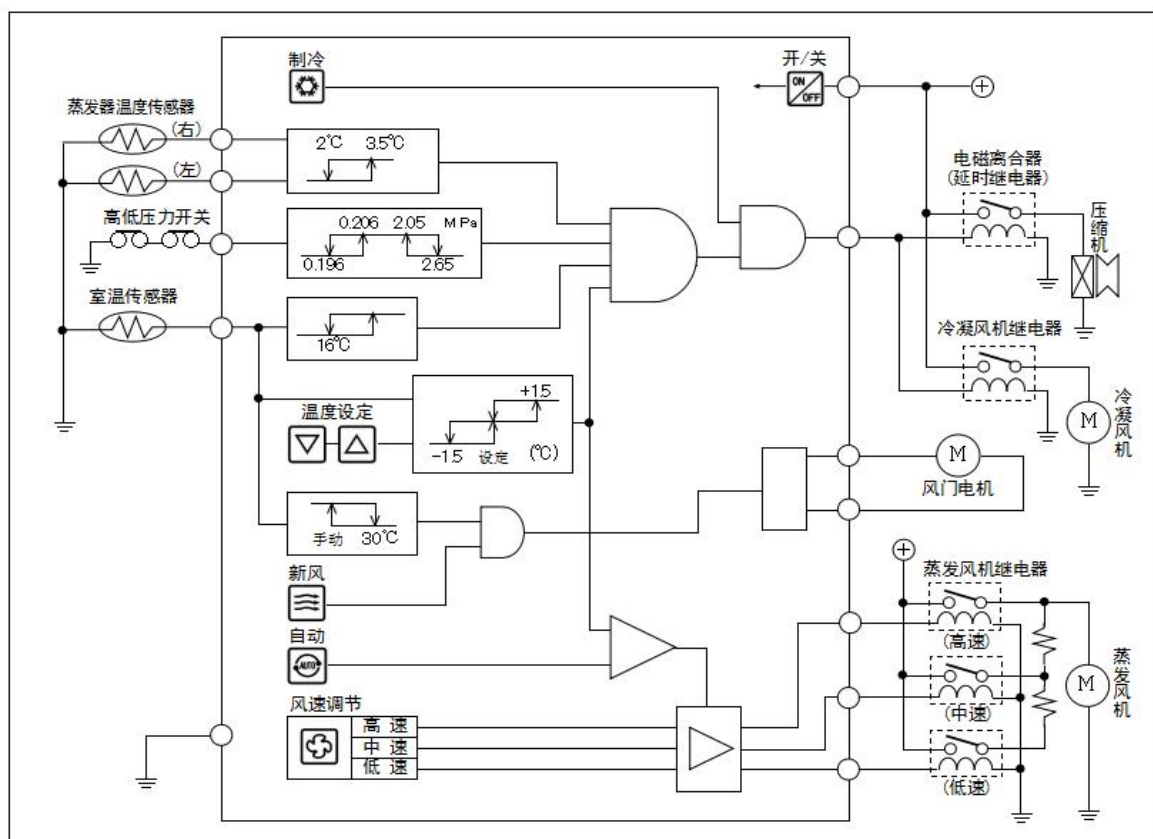 制冷
开/关
ON
OFF
蒸发器温度传感器
(右)
2℃ 3.5℃
(左)
电磁离合器
(延时继电器)
高低压力开关
0.206 2.05 MPa
0.196 2.65
压缩机
室温传感器
16℃
冷凝风机继电器
+1.5
温度设定
-1.5 设定 (℃)
M
冷凝风机
M
风门电机
手动 30℃
新风
蒸发风机继电器
自动
AUTO
(高速)
M
蒸发风机
风速调节
高速
中速
低速
(中速)
(低速)